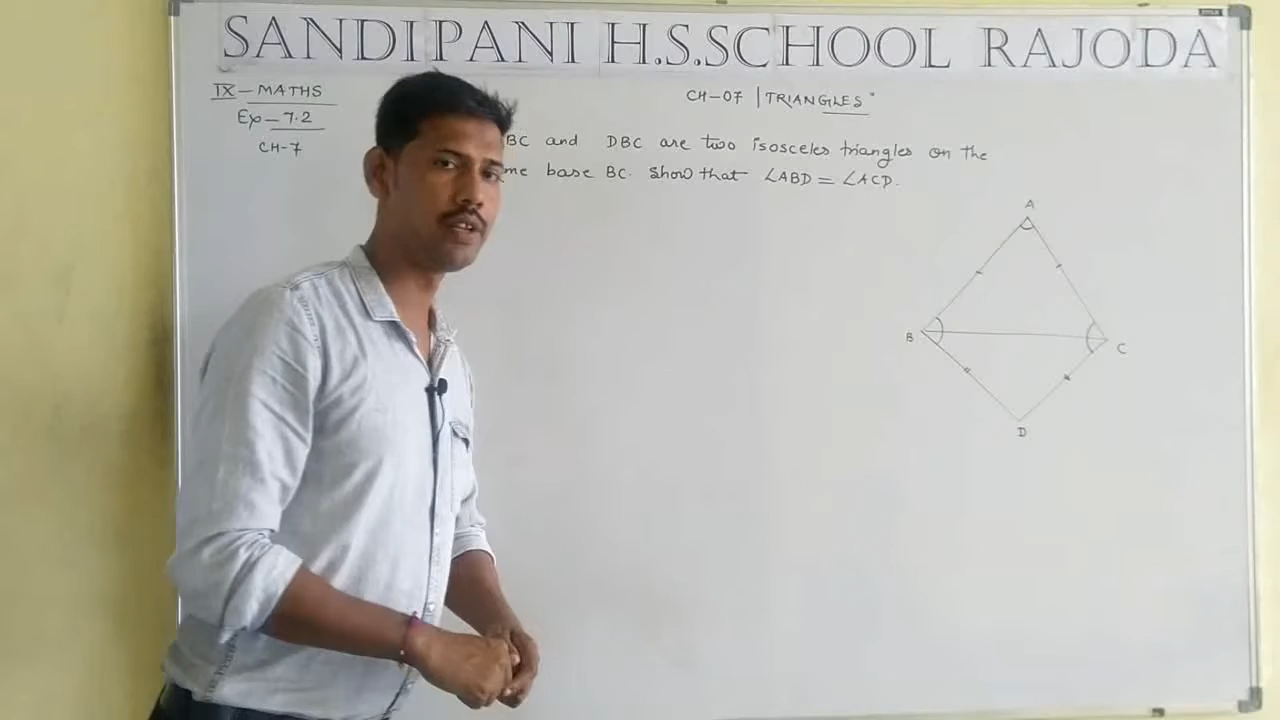 SANDIPANI H.S.SCHOOL RAJODA
IX - MATHS
Ex - 7.2
CH-7
CH-07 | TRIANGLES"
BC and DBC are two isosceles triangles on the
me base BC. Show that ∠ABD = ∠ACD.
A
B
C
D